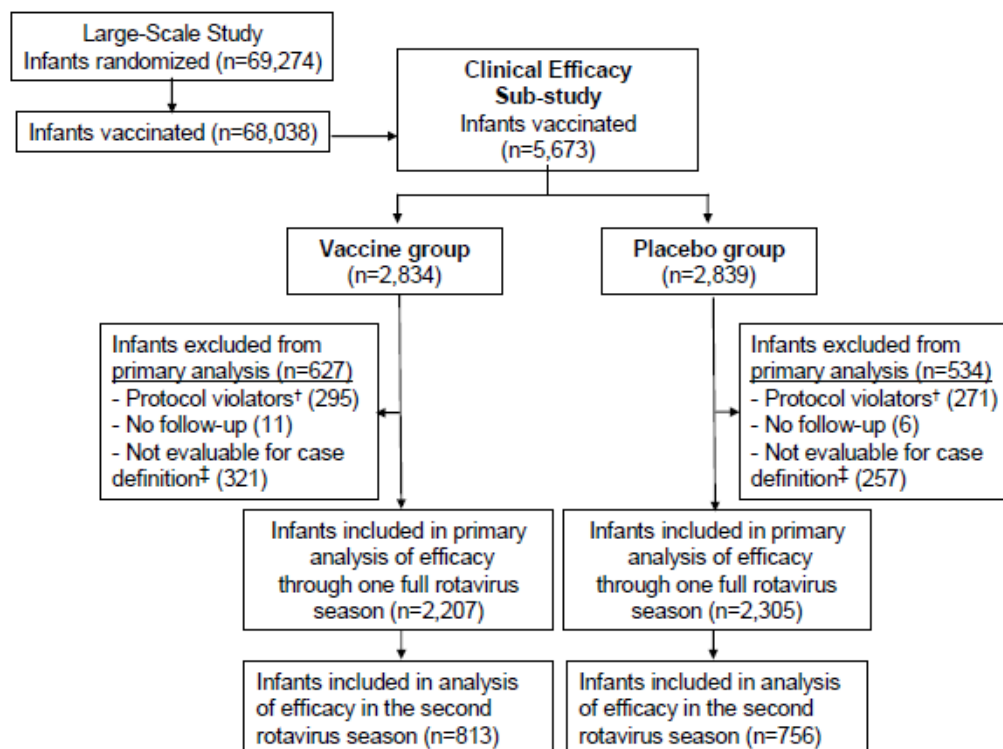 Large-Scale Study
Infants randomized (n=69,274)
Infants vaccinated (n=68,038)
Clinical Efficacy
Sub-study
Infants vaccinated
(n=5,673)
Vaccine group
(n=2,834)
Placebo group
(n=2,839)
Infants excluded from
primary analysis (n=627)
- Protocol violators† (295)
- No follow-up (11)
- Not evaluable for case
definition‡ (321)
Infants excluded from
primary analysis (n=534)
- Protocol violators† (271)
- No follow-up (6)
- Not evaluable for case
definition‡ (257)
Infants included in primary
analysis of efficacy
through one full rotavirus
season (n=2,207)
Infants included in primary
analysis of efficacy
through one full rotavirus
season (n=2,305)
Infants included in analysis
of efficacy in the second
rotavirus season (n=813)
Infants included in analysis
of efficacy in the second
rotavirus season (n=756)